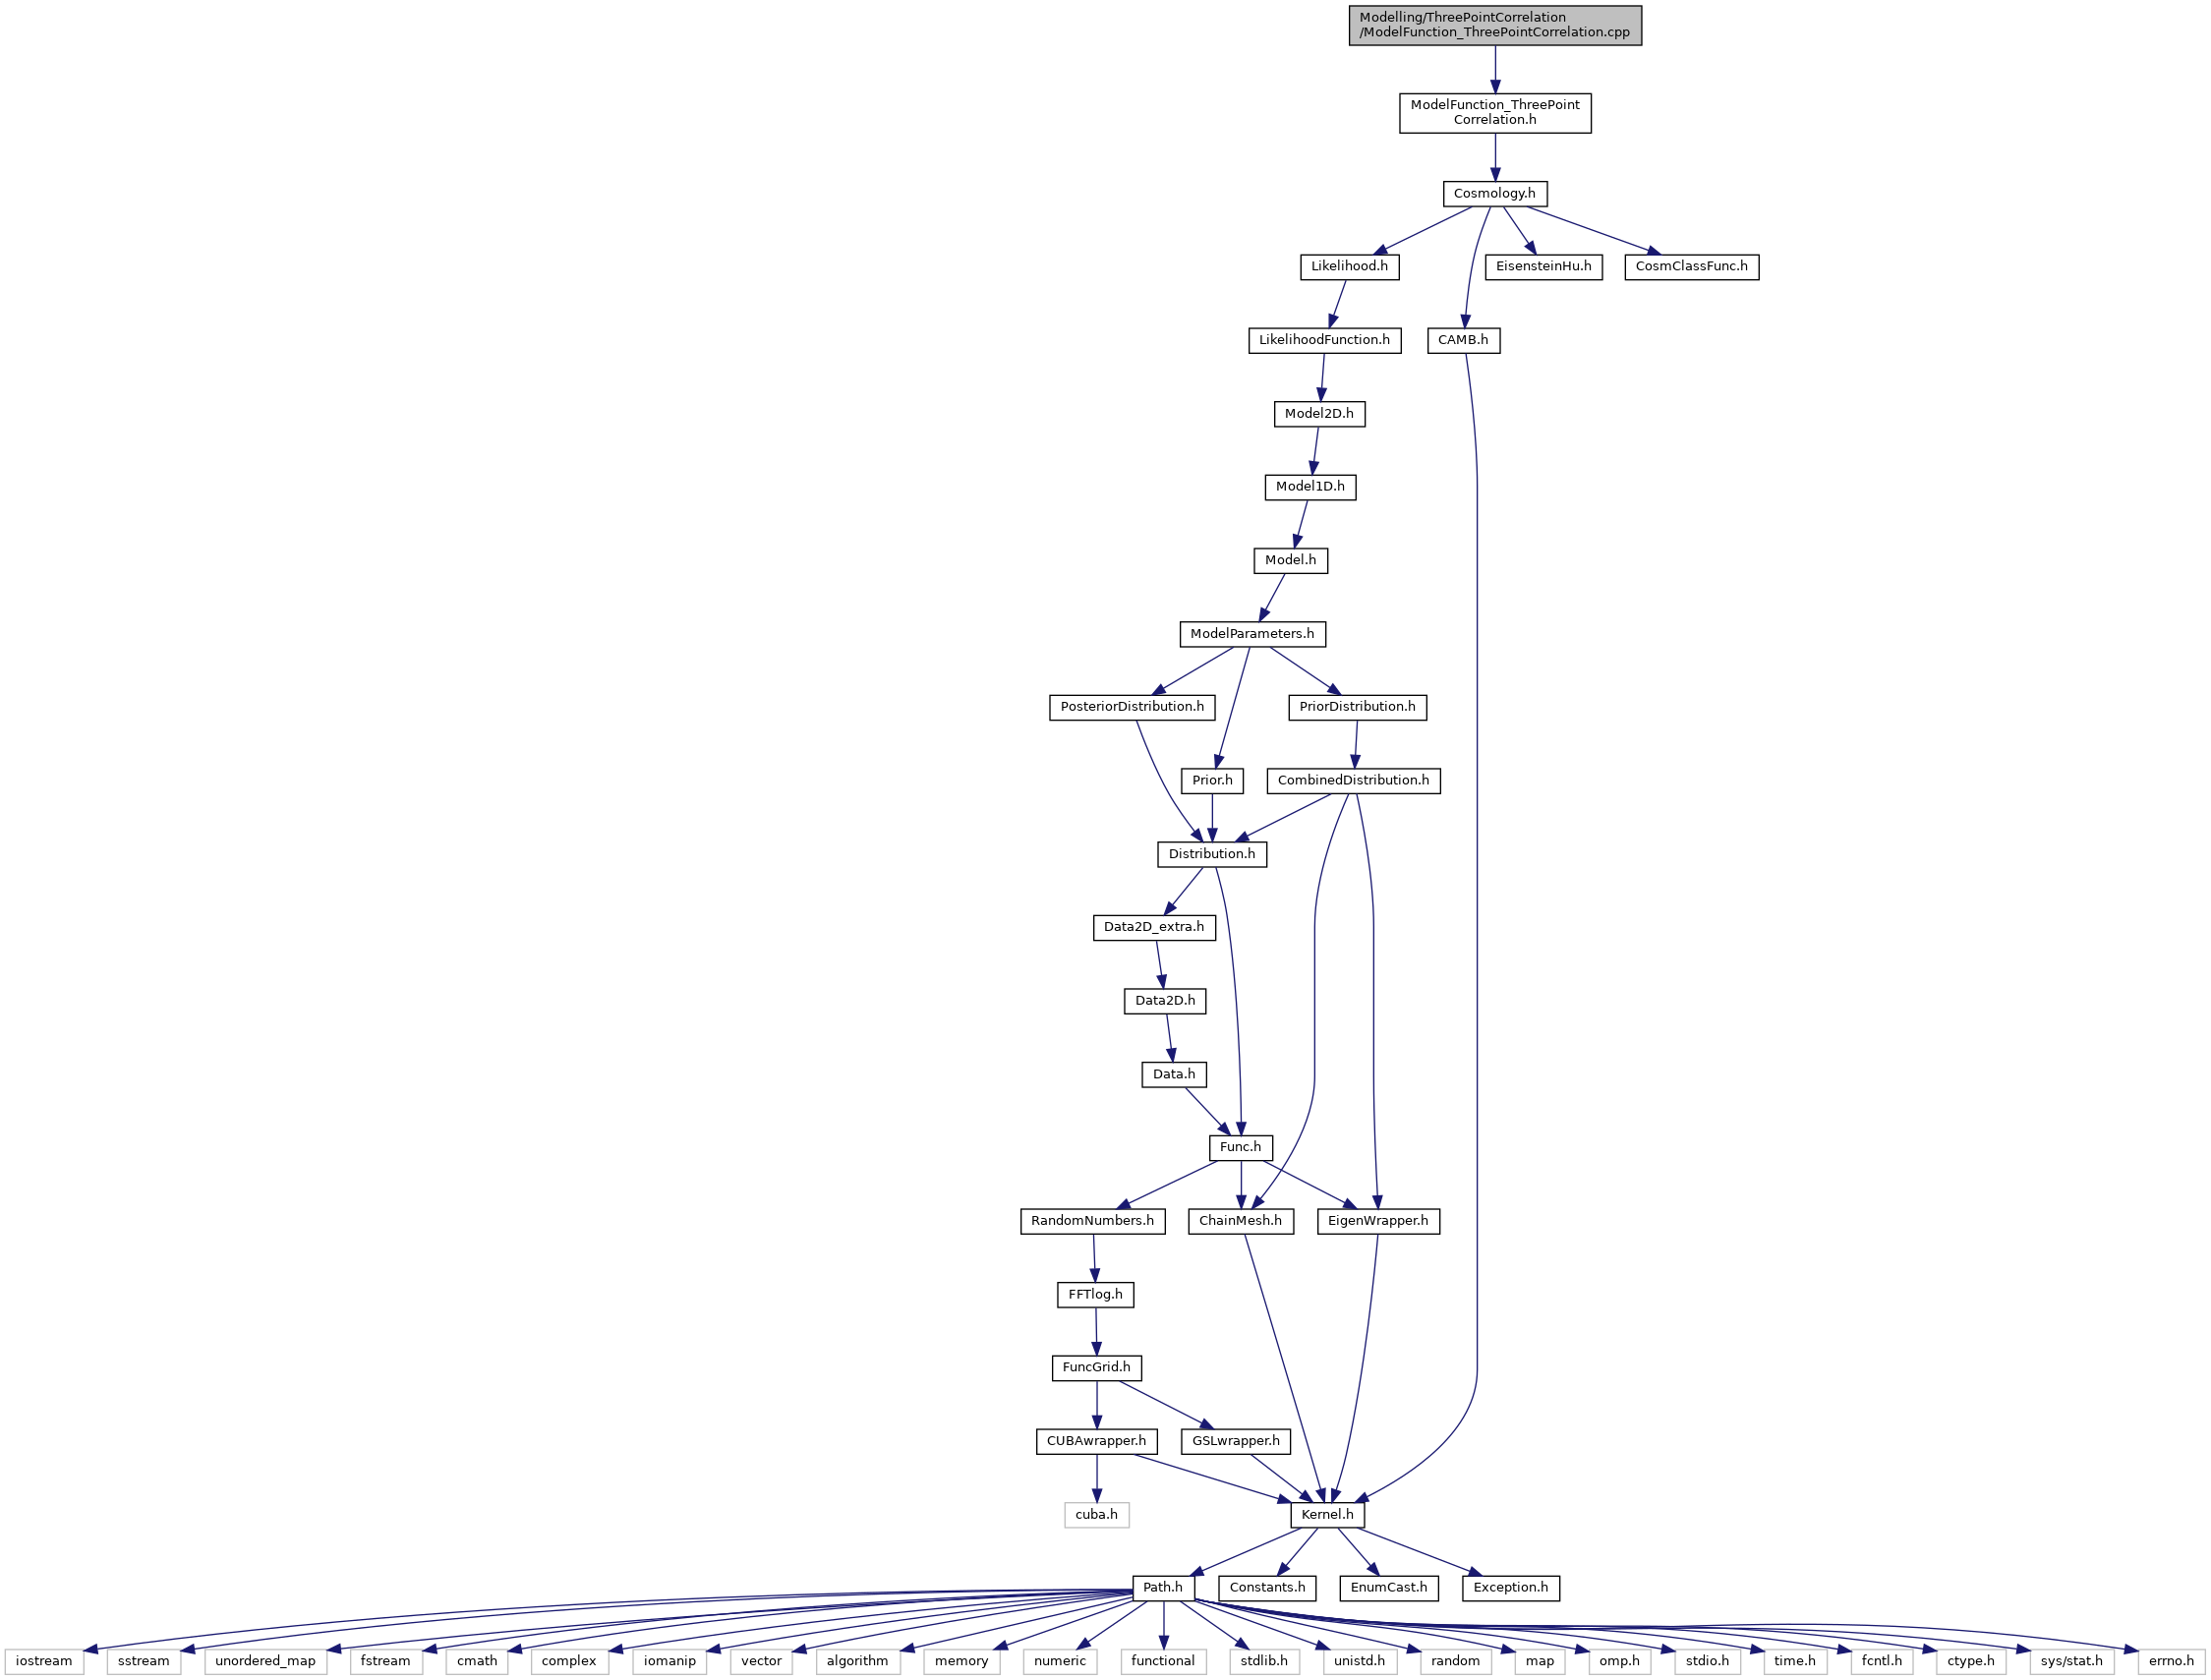 Modelling/ThreePointCorrelation
/ModelFunction_ThreePointCorrelation.cpp
ModelFunction_ThreePoint
Correlation.h
Cosmology.h
Likelihood.h
EisensteinHu.h
CosmClassFunc.h
LikelihoodFunction.h
CAMB.h
Model2D.h
Model1D.h
Model.h
ModelParameters.h
PosteriorDistribution.h
PriorDistribution.h
Prior.h
CombinedDistribution.h
Distribution.h
Data2D_extra.h
Data2D.h
Data.h
Func.h
RandomNumbers.h
ChainMesh.h
EigenWrapper.h
FFTlog.h
FuncGrid.h
CUBAwrapper.h
GSLwrapper.h
cuba.h
Kernel.h
Path.h
Constants.h
EnumCast.h
Exception.h
iostream
sstream
unordered_map
fstream
cmath
complex
iomanip
vector
algorithm
memory
numeric
functional
stdlib.h
unistd.h
random
map
omp.h
stdio.h
time.h
fcntl.h
ctype.h
sys/stat.h
errno.h